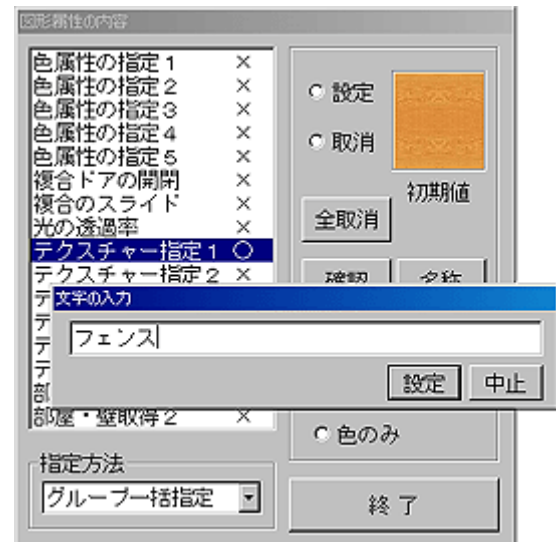 図形属性の内容
色属性の指定1 ×
色属性の指定2 ×
色属性の指定3 ×
色属性の指定4 ×
色属性の指定5 ×
複合ドアの開閉 ×
複合のスライド ×
光の透過率 ×
テクスチャー指定1 ○
テクスチャー指定2 ×
設定
取消
初期値
全取消
確認
名称
文字の入力
フェンス
設定
中止
部屋・壁取得2 ×
色のみ
指定方法
グループ一括指定
終了